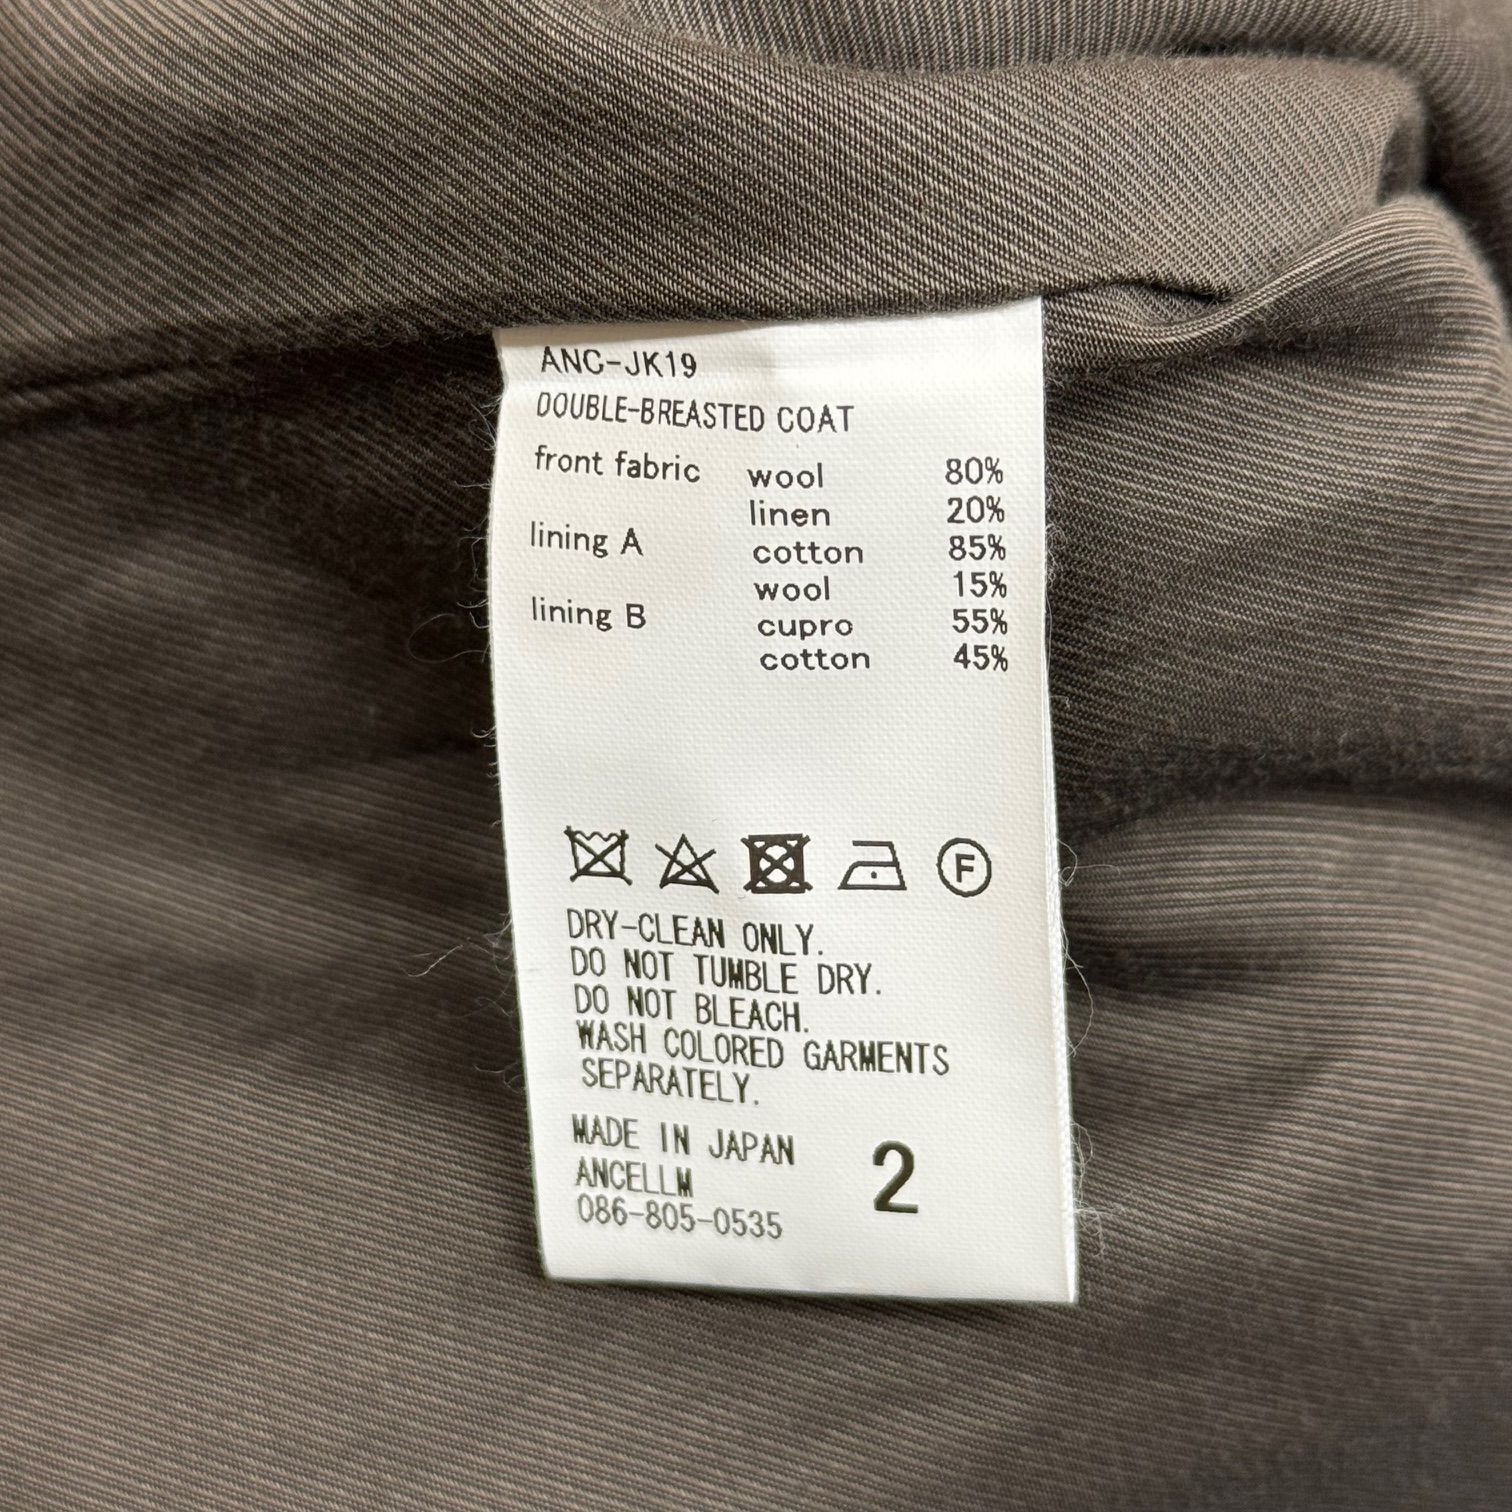 ANC-JK19
DOUBLE-BREASTED COAT
front fabric wool 80%
linen 20%
lining A cotton 85%
wool 15%
lining B cupro 55%
cotton 45%
F
DRY-CLEAN ONLY.
DO NOT TUMBLE DRY.
DO NOT BLEACH.
WASH COLORED GARMENTS
SEPARATELY.
MADE IN JAPAN
ANCELLM 2
086-805-0535